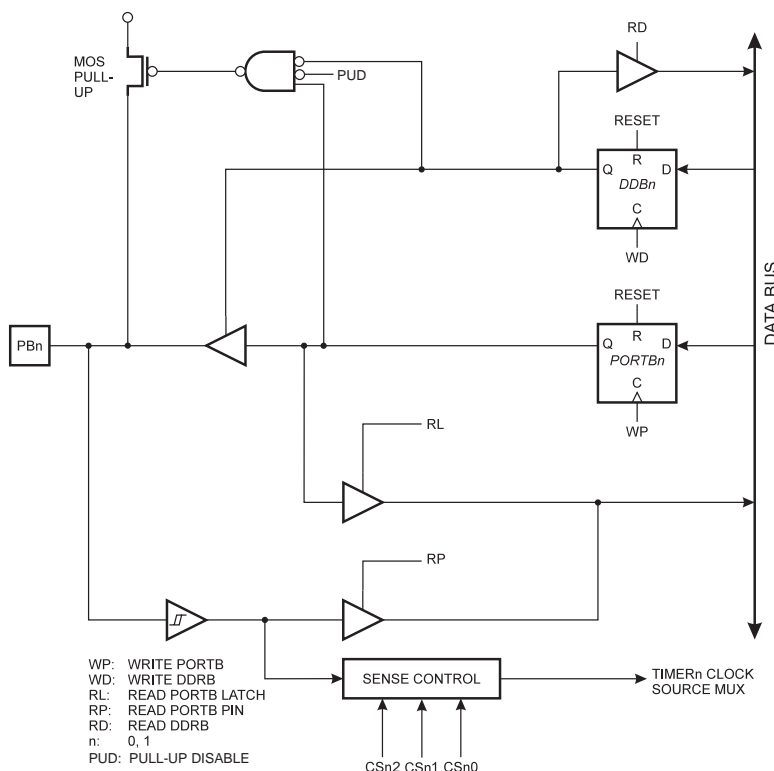 RD
MOS
PULL-
UP
PUD
RESET
R
Q
D
DDBn
C
WD
RESET
R
Q
D
PBn
PORTBn
C
WP
DATA BUS
RL
RP
WP: WRITE PORTB
WD: WRITE DDRB
RL: READ PORTB LATCH
RP: READ PORTB PIN
RD: READ DDRB
n: 0, 1
PUD: PULL-UP DISABLE
SENSE CONTROL
TIMERn CLOCK
SOURCE MUX
CSn2 CSn1 CSn0